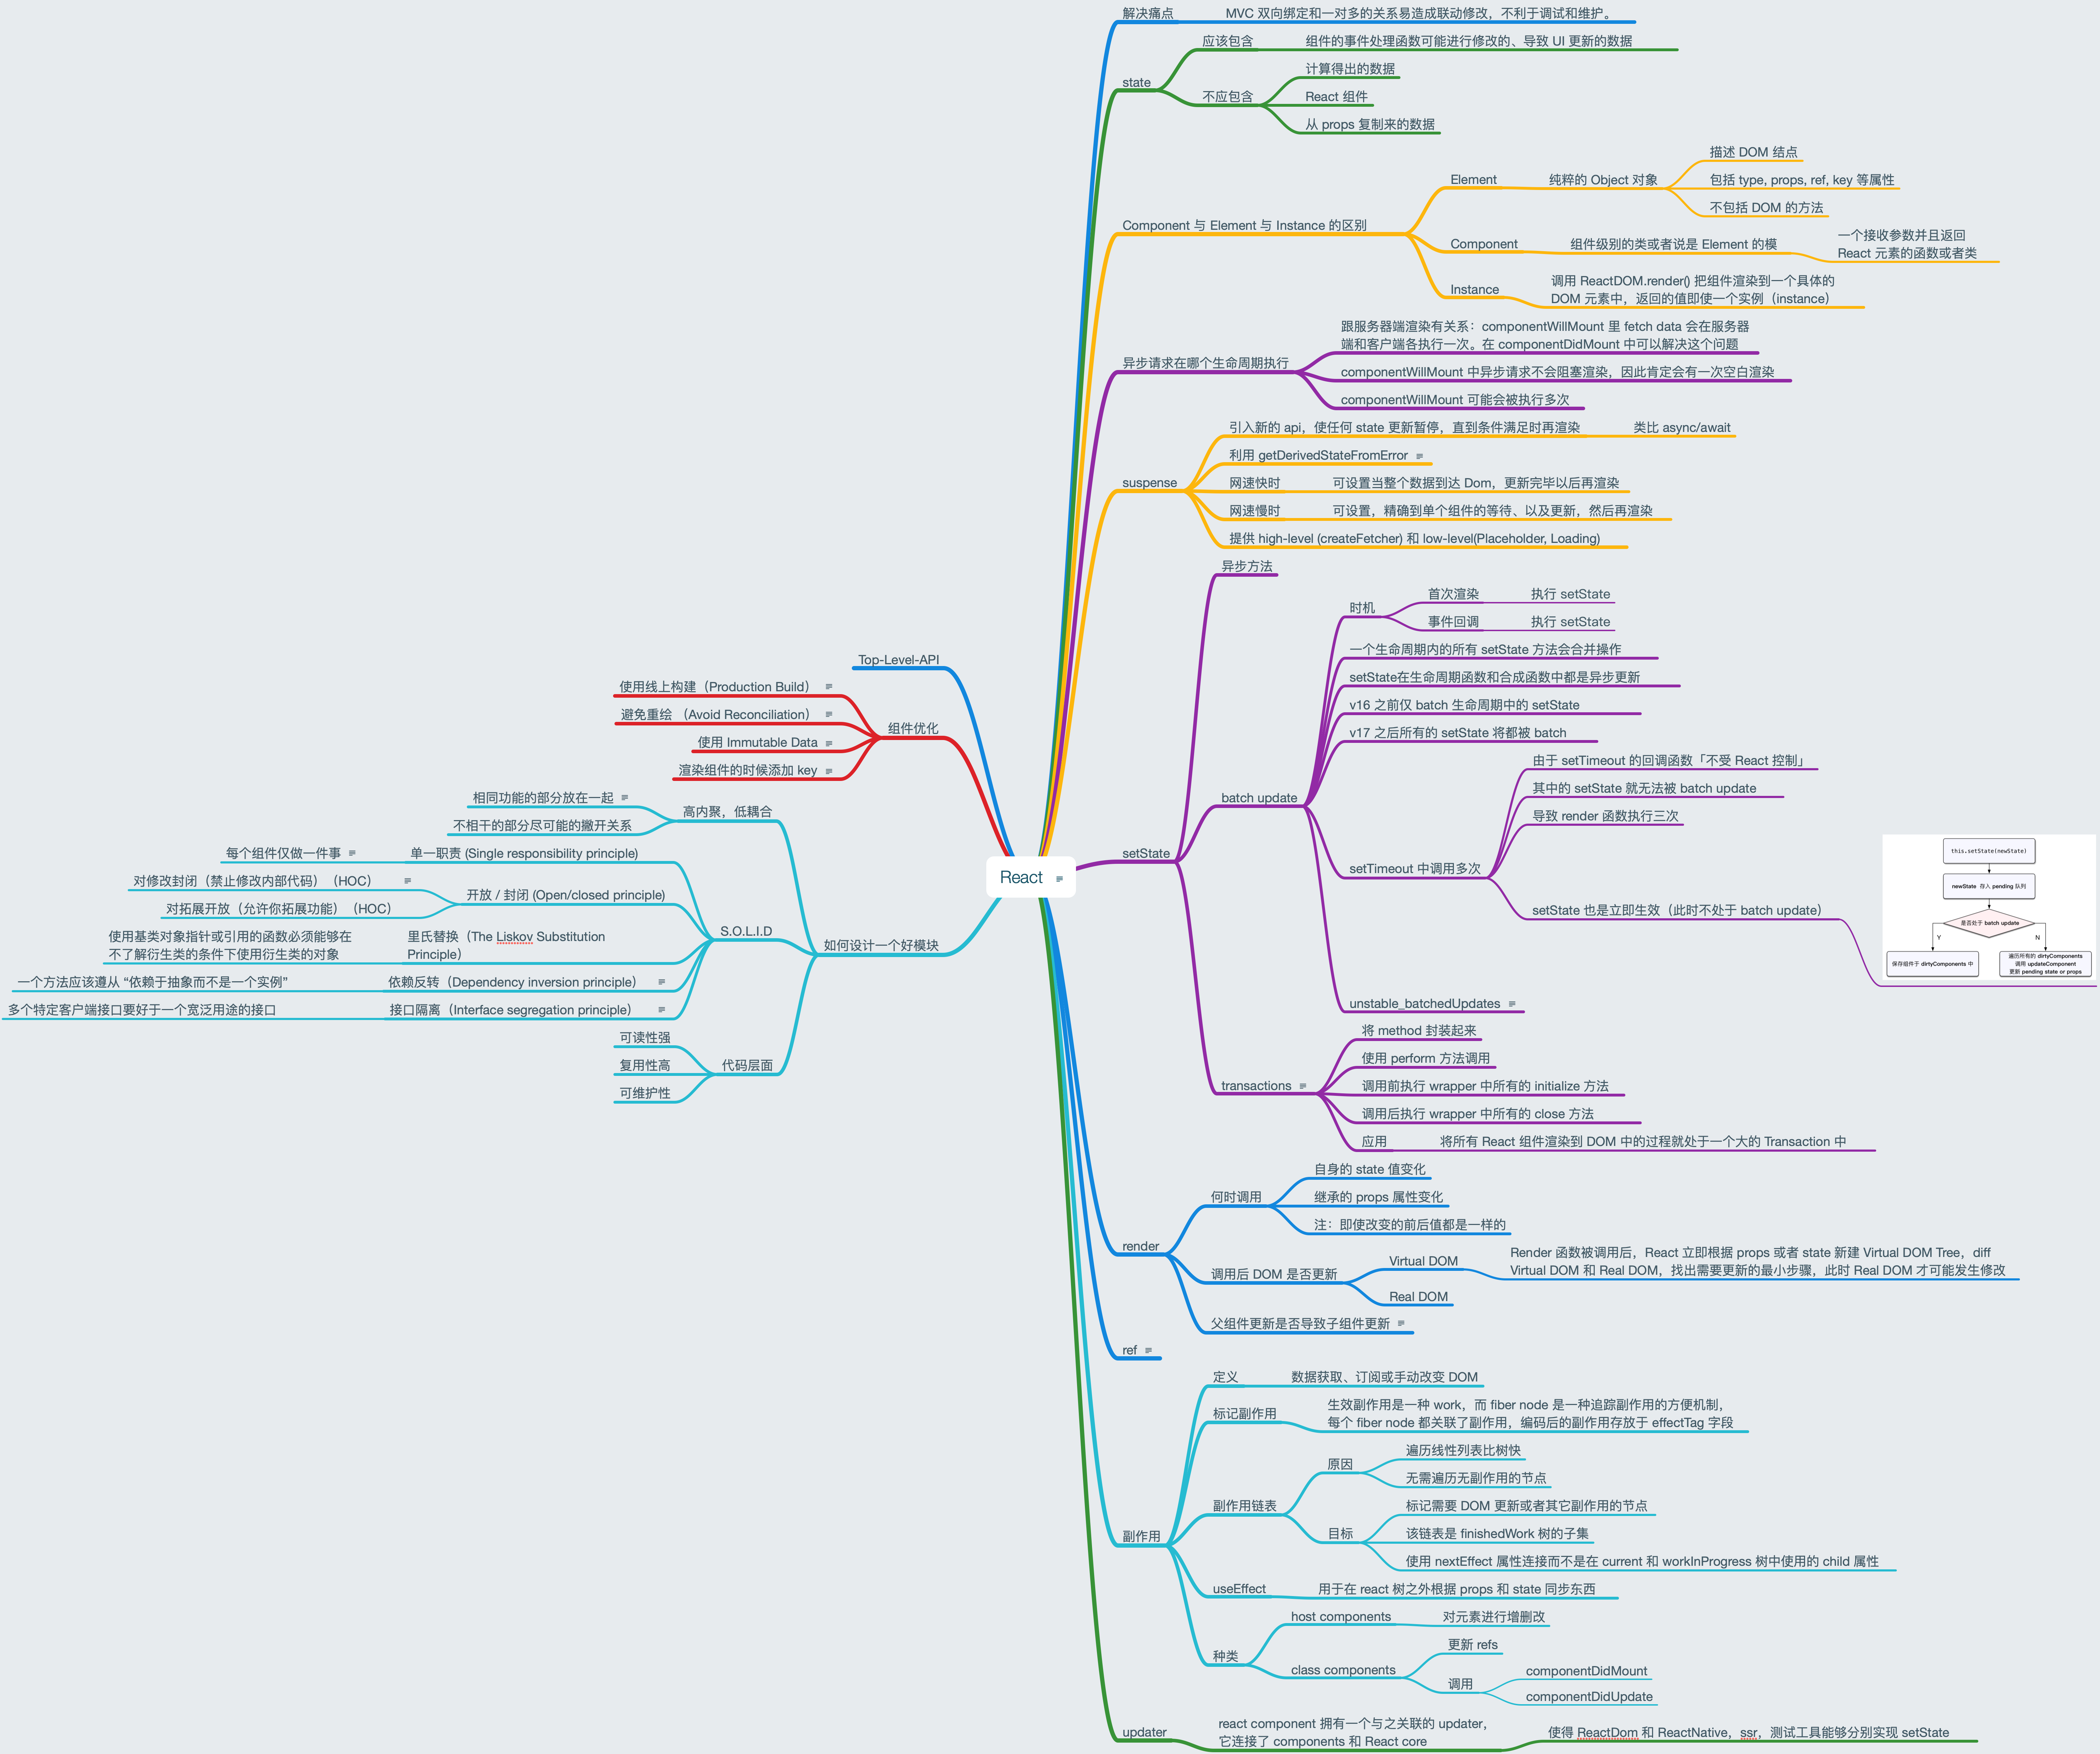 解决痛点
MVC 双向绑定和一对多的关系易造成联动修改，不利于调试和维护。
state
应该包含
组件的事件处理函数可能进行修改的、导致 UI 更新的数据
不应包含
计算得出的数据
React 组件
从 props 复制来的数据
Component 与 Element 与 Instance 的区别
Element
纯粹的 Object 对象
描述 DOM 结点
包括 type, props, ref, key 等属性
不包括 DOM 的方法
Component
组件级别的类或者说是 Element 的模
一个接收参数并且返回
React 元素的函数或者类
Instance
调用 ReactDOM.render() 把组件渲染到一个具体的
DOM 元素中，返回的值即使一个实例（instance）
异步请求在哪个生命周期执行
跟服务器端渲染有关系：componentWillMount 里 fetch data 会在服务器
端和客户端各执行一次。在 componentDidMount 中可以解决这个问题
componentWillMount 中异步请求不会阻塞渲染，因此肯定会有一次空白渲染
componentWillMount 可能会被执行多次
suspense
引入新的 api，使任何 state 更新暂停，直到条件满足时再渲染
类比 async/await
利用 getDerivedStateFromError
网速快时
可设置当整个数据到达 Dom，更新完毕以后再渲染
网速慢时
可设置，精确到单个组件的等待、以及更新，然后再渲染
提供 high-level (createFetcher) 和 low-level(Placeholder, Loading)
setState
异步方法
batch update
时机
首次渲染
执行 setState
事件回调
执行 setState
一个生命周期内的所有 setState 方法会合并操作
setState在生命周期函数和合成函数中都是异步更新
v16 之前仅 batch 生命周期中的 setState
v17 之后所有的 setState 将都被 batch
setTimeout 中调用多次
由于 setTimeout 的回调函数「不受 React 控制」
其中的 setState 就无法被 batch update
导致 render 函数执行三次
setState 也是立即生效（此时不处于 batch update）
this.setState(newState)
newState 存入 pending 队列
是否处于 batch update
Y
N
保存组件于 dirtyComponents 中
遍历所有的 dirtyComponents
调用 updateComponent
更新 pending state or props
unstable_batchedUpdates
transactions
将 method 封装起来
使用 perform 方法调用
调用前执行 wrapper 中所有的 initialize 方法
调用后执行 wrapper 中所有的 close 方法
应用
将所有 React 组件渲染到 DOM 中的过程就处于一个大的 Transaction 中
render
何时调用
自身的 state 值变化
继承的 props 属性变化
注：即使改变的前后值都是一样的
调用后 DOM 是否更新
Virtual DOM
Render 函数被调用后，React 立即根据 props 或者 state 新建 Virtual DOM Tree，diff
Virtual DOM 和 Real DOM，找出需要更新的最小步骤，此时 Real DOM 才可能发生修改
Real DOM
父组件更新是否导致子组件更新
ref
副作用
定义
数据获取、订阅或手动改变 DOM
标记副作用
生效副作用是一种 work，而 fiber node 是一种追踪副作用的方便机制，
每个 fiber node 都关联了副作用，编码后的副作用存放于 effectTag 字段
副作用链表
原因
遍历线性列表比树快
无需遍历无副作用的节点
目标
标记需要 DOM 更新或者其它副作用的节点
该链表是 finishedWork 树的子集
使用 nextEffect 属性连接而不是在 current 和 workInProgress 树中使用的 child 属性
useEffect
用于在 react 树之外根据 props 和 state 同步东西
种类
host components
对元素进行增删改
class components
更新 refs
调用
componentDidMount
componentDidUpdate
updater
react component 拥有一个与之关联的 updater，
它连接了 components 和 React core
使得 ReactDom 和 ReactNative，ssr，测试工具能够分别实现 setState
React
Top-Level-API
组件优化
使用线上构建（Production Build）
避免重绘 （Avoid Reconciliation）
使用 Immutable Data
渲染组件的时候添加 key
如何设计一个好模块
高内聚，低耦合
相同功能的部分放在一起
不相干的部分尽可能的撇开关系
S.O.L.I.D
单一职责 (Single responsibility principle)
每个组件仅做一件事
开放 / 封闭 (Open/closed principle)
对修改封闭（禁止修改内部代码）（HOC）
对拓展开放（允许你拓展功能）（HOC）
里氏替换（The Liskov Substitution
Principle）
使用基类对象指针或引用的函数必须能够在
不了解衍生类的条件下使用衍生类的对象
依赖反转（Dependency inversion principle）
一个方法应该遵从 “依赖于抽象而不是一个实例”
接口隔离（Interface segregation principle）
多个特定客户端接口要好于一个宽泛用途的接口
代码层面
可读性强
复用性高
可维护性